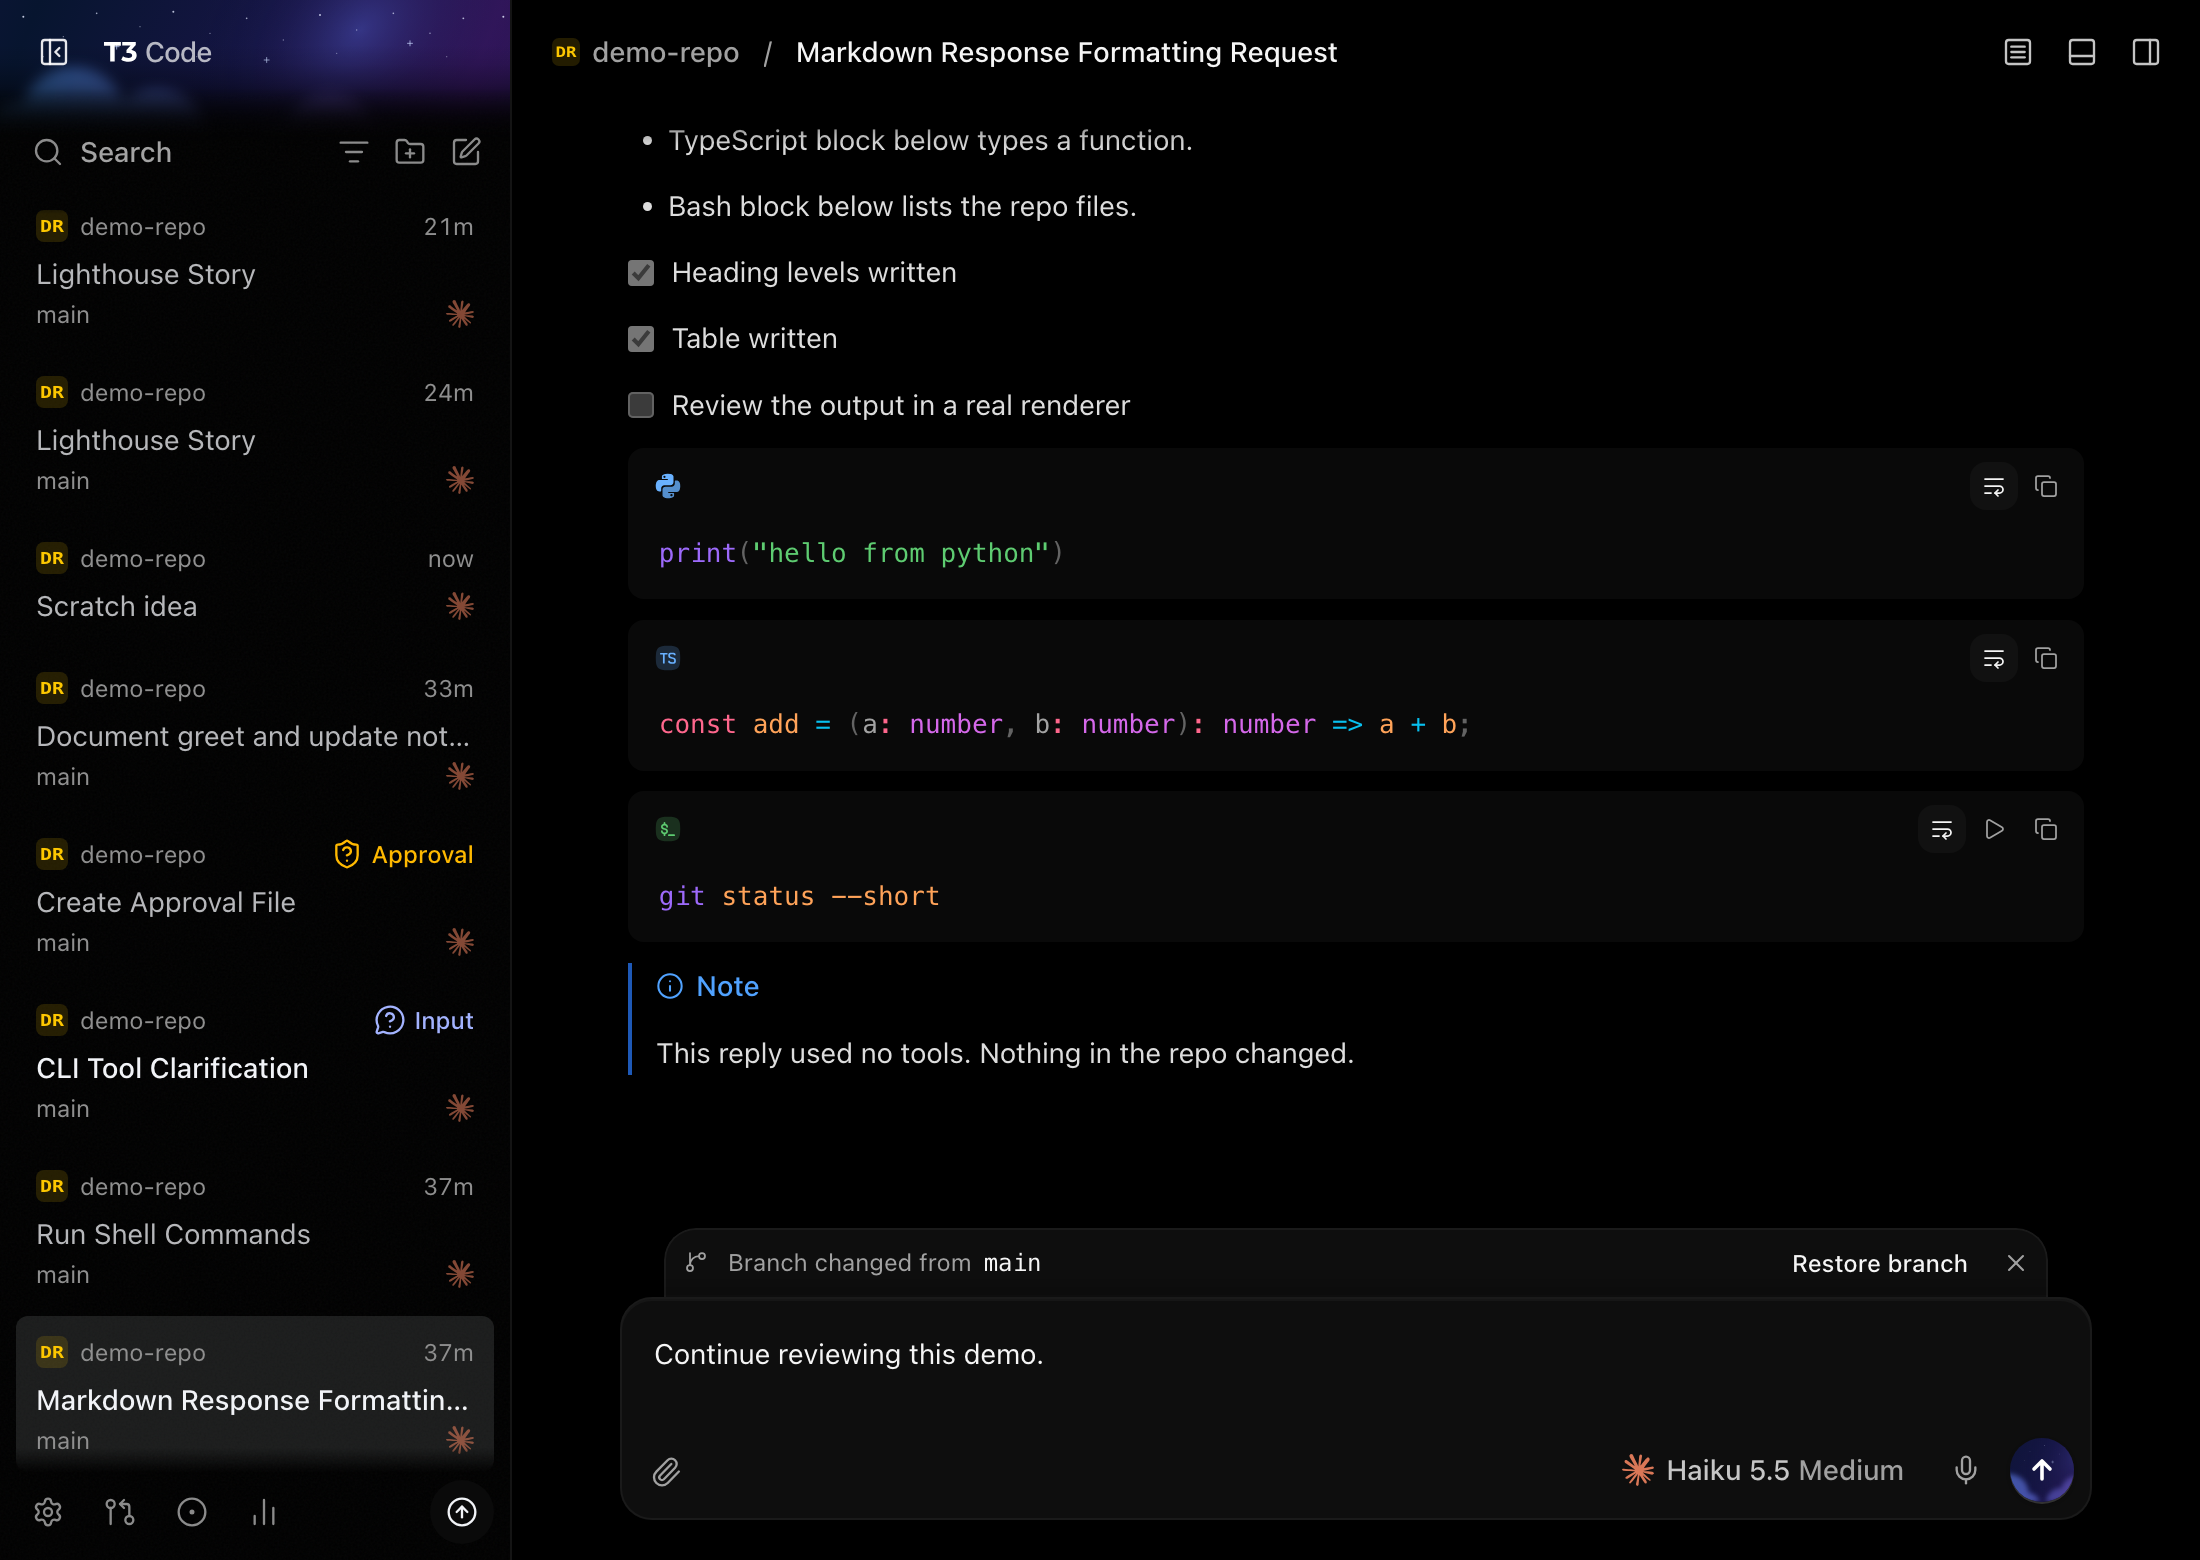 T3 Code
Search
DR demo-repo 21m
Lighthouse Story
main
DR demo-repo 24m
Lighthouse Story
main
DR demo-repo now
Scratch idea
DR demo-repo 33m
Document greet and update not...
main
DR demo-repo Approval
Create Approval File
main
DR demo-repo Input
CLI Tool Clarification
main
DR demo-repo 37m
Run Shell Commands
main
DR demo-repo 37m
Markdown Response Formattin...
main
DR demo-repo / Markdown Response Formatting Request
• TypeScript block below types a function.
• Bash block below lists the repo files.
Heading levels written
Table written
Review the output in a real renderer
print("hello from python")
TS
const add = (a: number, b: number): number => a + b;
$_
git status --short
Note
This reply used no tools. Nothing in the repo changed.
Branch changed from main Restore branch
Continue reviewing this demo.
Haiku 5.5 Medium